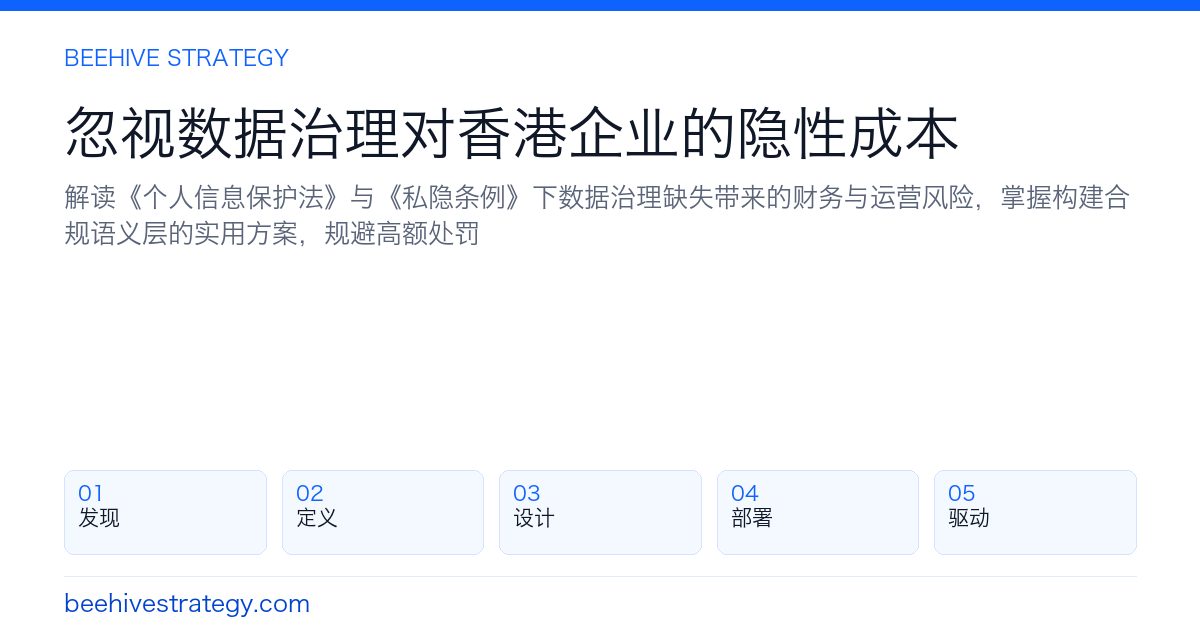 BEEHIVE STRATEGY
忽视数据治理对香港企业的隐性成本
解读《个人信息保护法》与《私隐条例》下数据治理缺失带来的财务与运营风险，掌握构建合
规语义层的实用方案，规避高额处罚
01
发现
02
定义
03
设计
04
部署
05
驱动
beehivestrategy.com